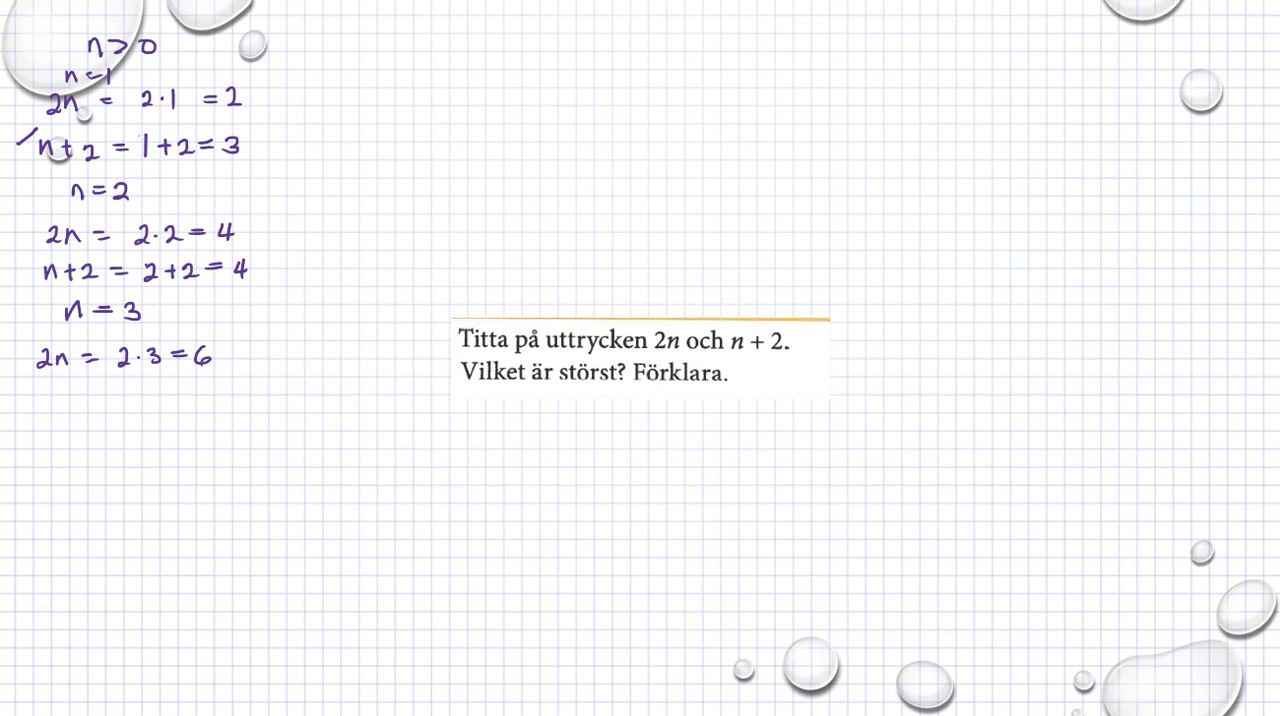 n > 0
n = 1
2n = 2·1 = 2
n + 2 = 1 + 2 = 3
n = 2
2n = 2·2 = 4
n + 2 = 2 + 2 = 4
n = 3
2n = 2·3 = 6
Titta på uttrycken 2n och n + 2.
Vilket är störst? Förklara.